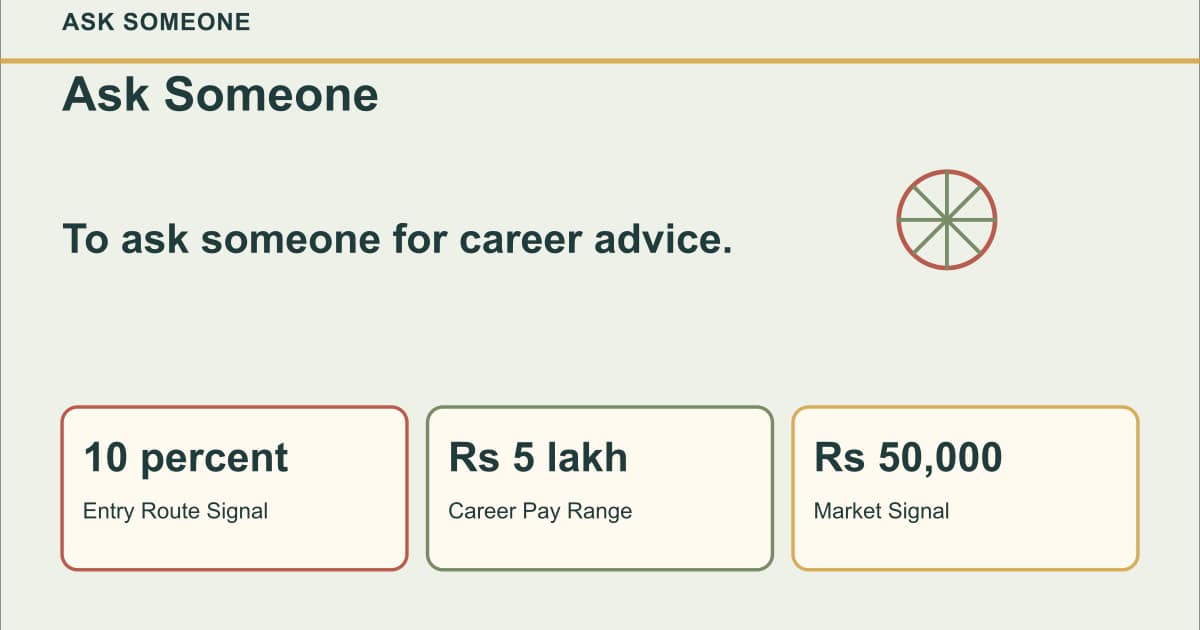 ASK SOMEONE
Ask Someone
To ask someone for career advice.
10 percent
Entry Route Signal
Rs 5 lakh
Career Pay Range
Rs 50,000
Market Signal